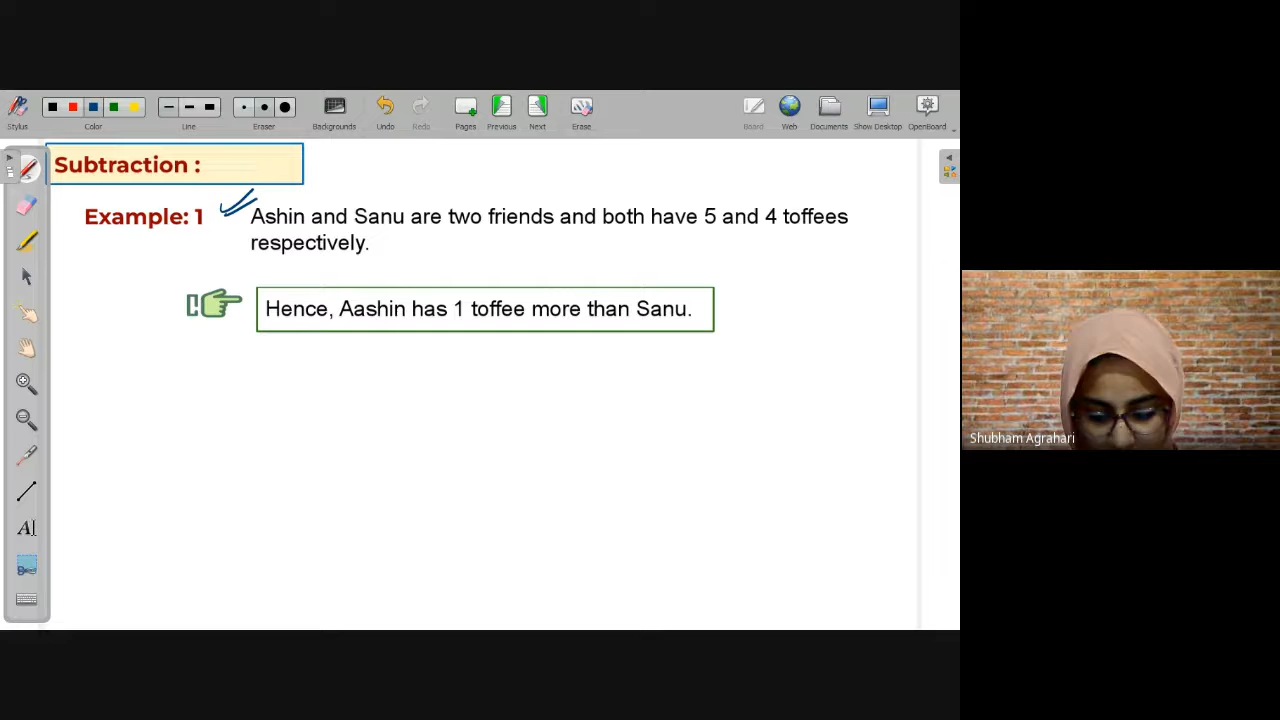 Stylus
Color
Line
Eraser
Backgrounds
Undo
Redo
Pages
Previous
Next
Erase
Board
Web
Documents
Show Desktop
OpenBoard
Subtraction :
Example: 1
Ashin and Sanu are two friends and both have 5 and 4 toffees
respectively.
Hence, Aashin has 1 toffee more than Sanu.
Shubham Agrahari